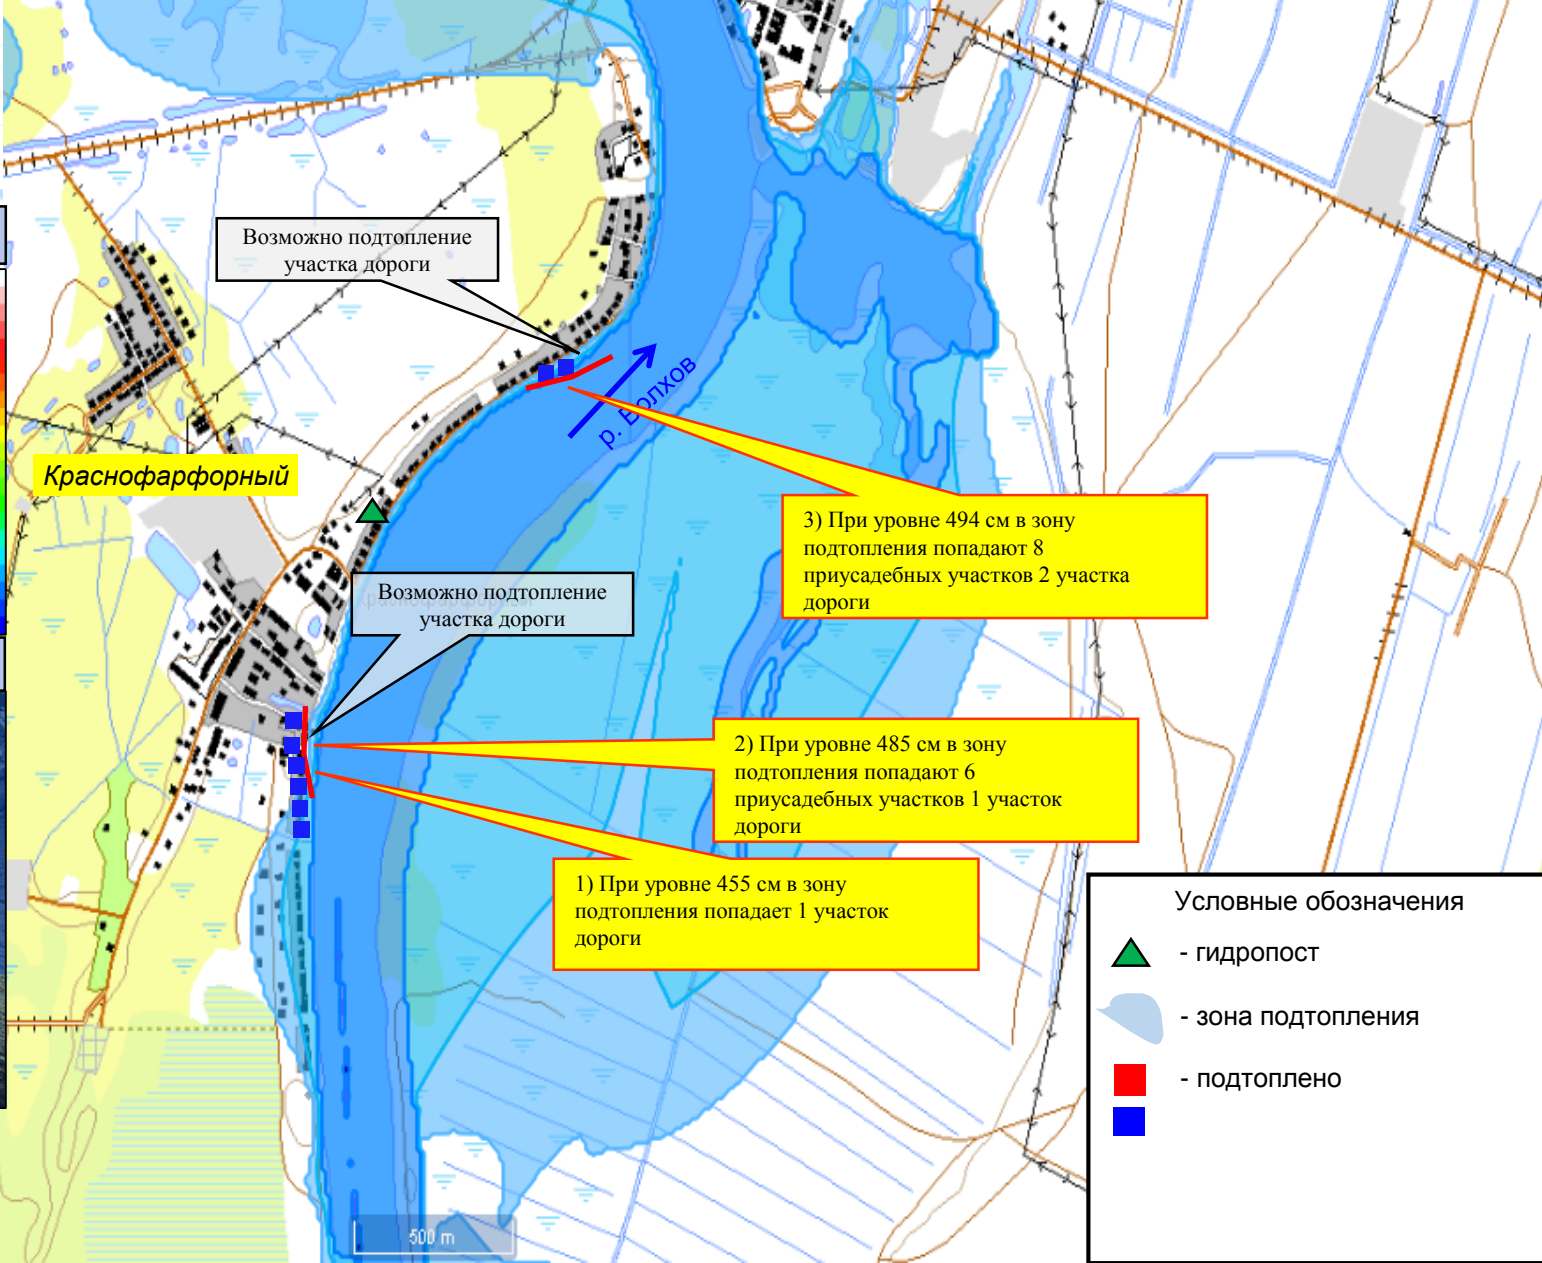 Возможно подтопление
участка дороги
р. Волхов
Краснофарфорный
3) При уровне 494 см в зону
подтопления попадают 8
приусадебных участков 2 участка
дороги
Возможно подтопление
участка дороги
Краснофарфорный
2) При уровне 485 см в зону
подтопления попадают 6
приусадебных участков 1 участок
дороги
1) При уровне 455 см в зону
подтопления попадает 1 участок
дороги
Условные обозначения
- гидропост
- зона подтопления
- подтоплено
500 m